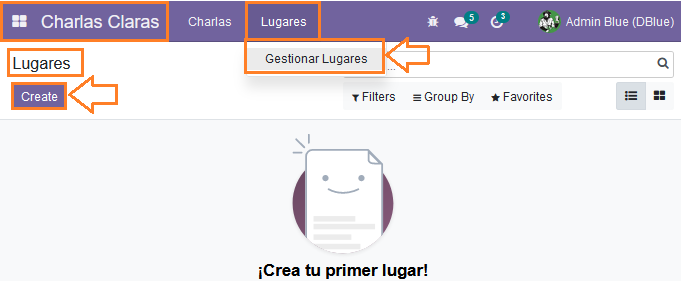 Charlas Claras Charlas Lugares 5 3 Admin Blue (DBlue)
Gestionar Lugares
Lugares
Create Filters Group By Favorites
¡Crea tu primer lugar!